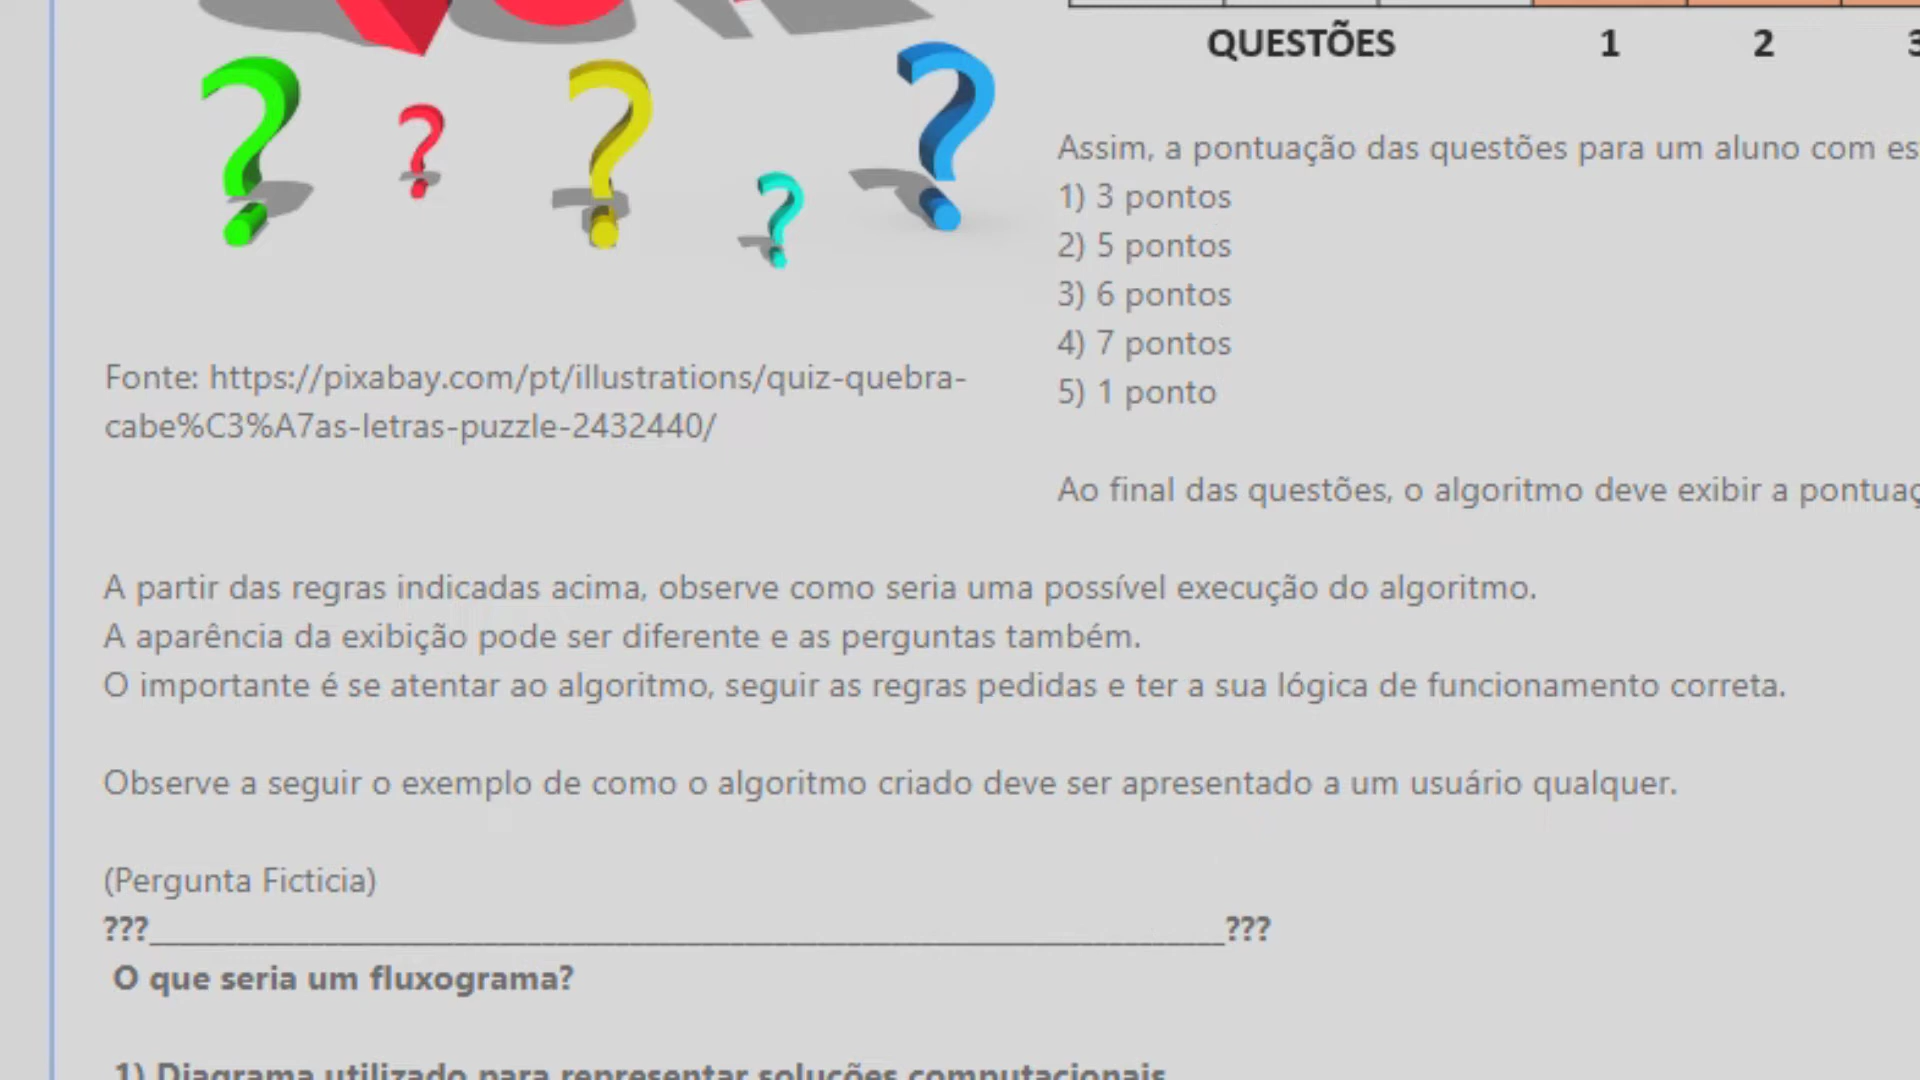 QUESTÕES 1 2
Assim, a pontuação das questões para um aluno com
1) 3 pontos
2) 5 pontos
3) 6 pontos
4) 7 pontos
5) 1 ponto
Ao final das questões, o algoritmo deve exibir a
Fonte: https://pixabay.com/pt/illustrations/quiz-quebra-
cabe%C3%A7as-letras-puzzle-2432440/
A partir das regras indicadas acima, observe como seria uma possível execução do algoritmo.
A aparência da exibição pode ser diferente e as perguntas também.
O importante é se atentar ao algoritmo, seguir as regras pedidas e ter a sua lógica de funcionamento correta.
Observe a seguir o exemplo de como o algoritmo criado deve ser apresentado a um usuário qualquer.
(Pergunta Ficticia)
???______________________________________________________________???
O que seria um fluxograma?
1) Diagrama utilizado para representar soluções computacionais